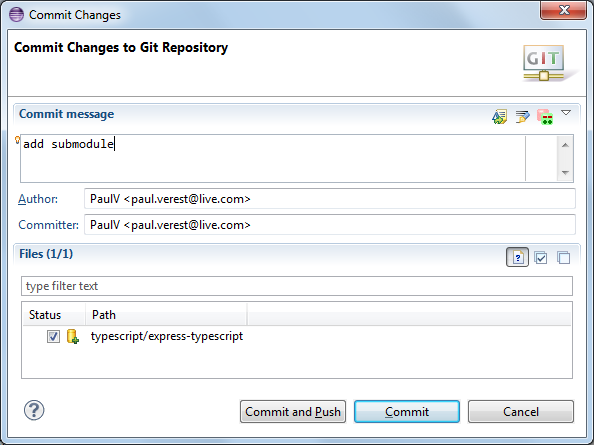 Commit Changes
Commit Changes to Git Repository
GIT
Commit message
add submodule
Author: PaulV <paul.verest@live.com>
Committer: PaulV <paul.verest@live.com>
Files (1/1)
type filter text
Status Path
typescript/express-typescript
Commit and Push Commit Cancel